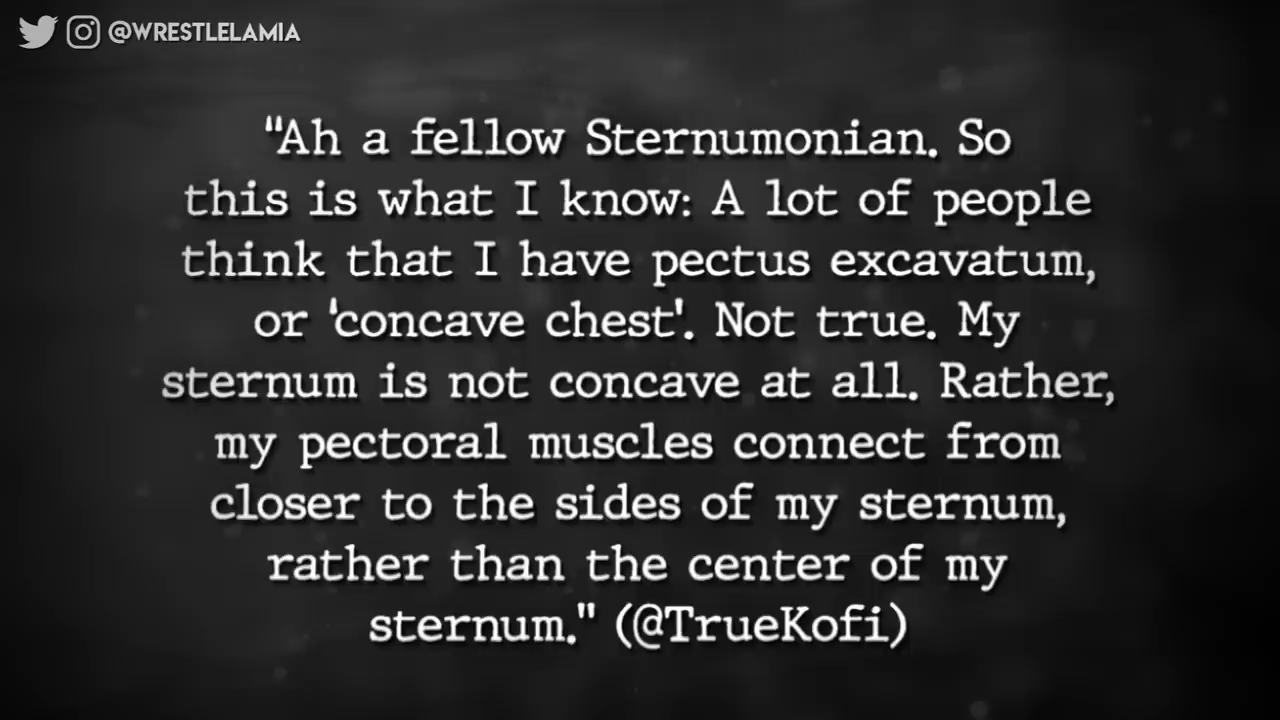 @WRESTLELAMIA
"Ah a fellow Sternumonian. So
this is what I know: A lot of people
think that I have pectus excavatum,
or 'concave chest'. Not true. My
sternum is not concave at all. Rather,
my pectoral muscles connect from
closer to the sides of my sternum,
rather than the center of my
sternum." (@TrueKofi)